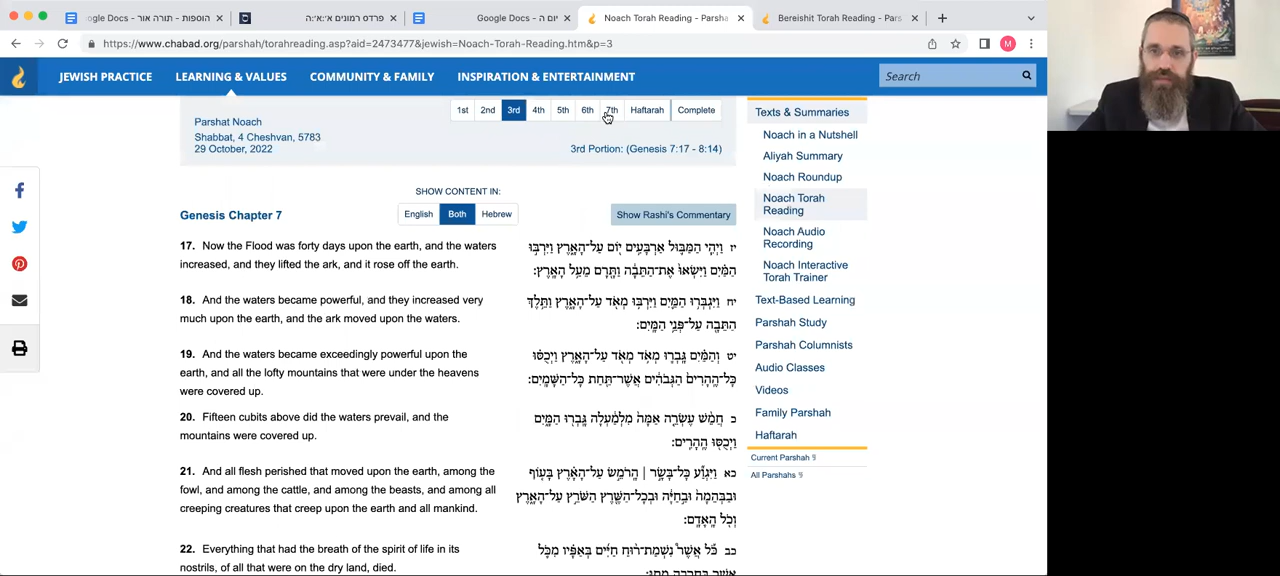 Google Docs - הוספות - תורה אור
פרדס רמונים א׳:א׳:ה
Google Docs - יום ה
Noach Torah Reading - Parsha
Bereishit Torah Reading - Pars
https://www.chabad.org/parshah/torahreading.asp?aid=2473477&jewish=Noach-Torah-Reading.htm&p=3
M
JEWISH PRACTICE LEARNING & VALUES COMMUNITY & FAMILY INSPIRATION & ENTERTAINMENT Search
1st 2nd 3rd 4th 5th 6th 7th Haftarah Complete
Parshat Noach
Shabbat, 4 Cheshvan, 5783
29 October, 2022
3rd Portion: (Genesis 7:17 - 8:14)
SHOW CONTENT IN:
Genesis Chapter 7
English Both Hebrew
Show Rashi's Commentary
17. Now the Flood was forty days upon the earth, and the waters
increased, and they lifted the ark, and it rose off the earth.
יז וַיְהִ֧י הַמַּבּ֛וּל אַרְבָּעִ֥ים י֖וֹם עַל־הָאָ֑רֶץ וַיִּרְבּ֣וּ
הַמַּ֗יִם וַיִּשְׂאוּ֙ אֶת־הַתֵּבָ֔ה וַתָּ֖רׇם מֵעַ֥ל הָאָֽרֶץ:
18. And the waters became powerful, and they increased very
much upon the earth, and the ark moved upon the waters.
יח וַיִּגְבְּר֥וּ הַמַּ֛יִם וַיִּרְבּ֥וּ מְאֹ֖ד עַל־הָאָ֑רֶץ וַתֵּ֥לֶךְ
הַתֵּבָ֖ה עַל־פְּנֵ֥י הַמָּֽיִם:
19. And the waters became exceedingly powerful upon the
earth, and all the lofty mountains that were under the heavens
were covered up.
יט וְהַמַּ֗יִם גָּבְר֛וּ מְאֹ֥ד מְאֹ֖ד עַל־הָאָ֑רֶץ וַיְכֻסּ֗וּ
כׇּל־הֶֽהָרִים֙ הַגְּבֹהִ֔ים אֲשֶׁר־תַּ֖חַת כׇּל־הַשָּׁמָֽיִם:
20. Fifteen cubits above did the waters prevail, and the
mountains were covered up.
כ חֲמֵ֨שׁ עֶשְׂרֵ֤ה אַמָּה֙ מִלְמַ֔עְלָה גָּבְר֖וּ הַמָּ֑יִם
וַיְכֻסּ֖וּ הֶהָרִֽים:
21. And all flesh perished that moved upon the earth, among the
fowl, and among the cattle, and among the beasts, and among all
creeping creatures that creep upon the earth and all mankind.
כא וַיִּגְוַ֞ע כׇּל־בָּשָׂ֣ר | הָרֹמֵ֣שׂ עַל־הָאָ֗רֶץ בָּע֤וֹף
וּבַבְּהֵמָה֙ וּבַ֣חַיָּ֔ה וּבְכׇל־הַשֶּׁ֖רֶץ הַשֹּׁרֵ֣ץ עַל־הָאָ֑רֶץ
וְכֹ֖ל הָאָדָֽם:
22. Everything that had the breath of the spirit of life in its
nostrils, of all that were on the dry land, died.
כב כֹּ֡ל אֲשֶׁר֩ נִשְׁמַת־ר֨וּחַ חַיִּ֜ים בְּאַפָּ֗יו מִכֹּ֛ל
Texts & Summaries
Noach in a Nutshell
Aliyah Summary
Noach Roundup
Noach Torah
Reading
Noach Audio
Recording
Noach Interactive
Torah Trainer
Text-Based Learning
Parshah Study
Parshah Columnists
Audio Classes
Videos
Family Parshah
Haftarah
Current Parshah
All Parshahs